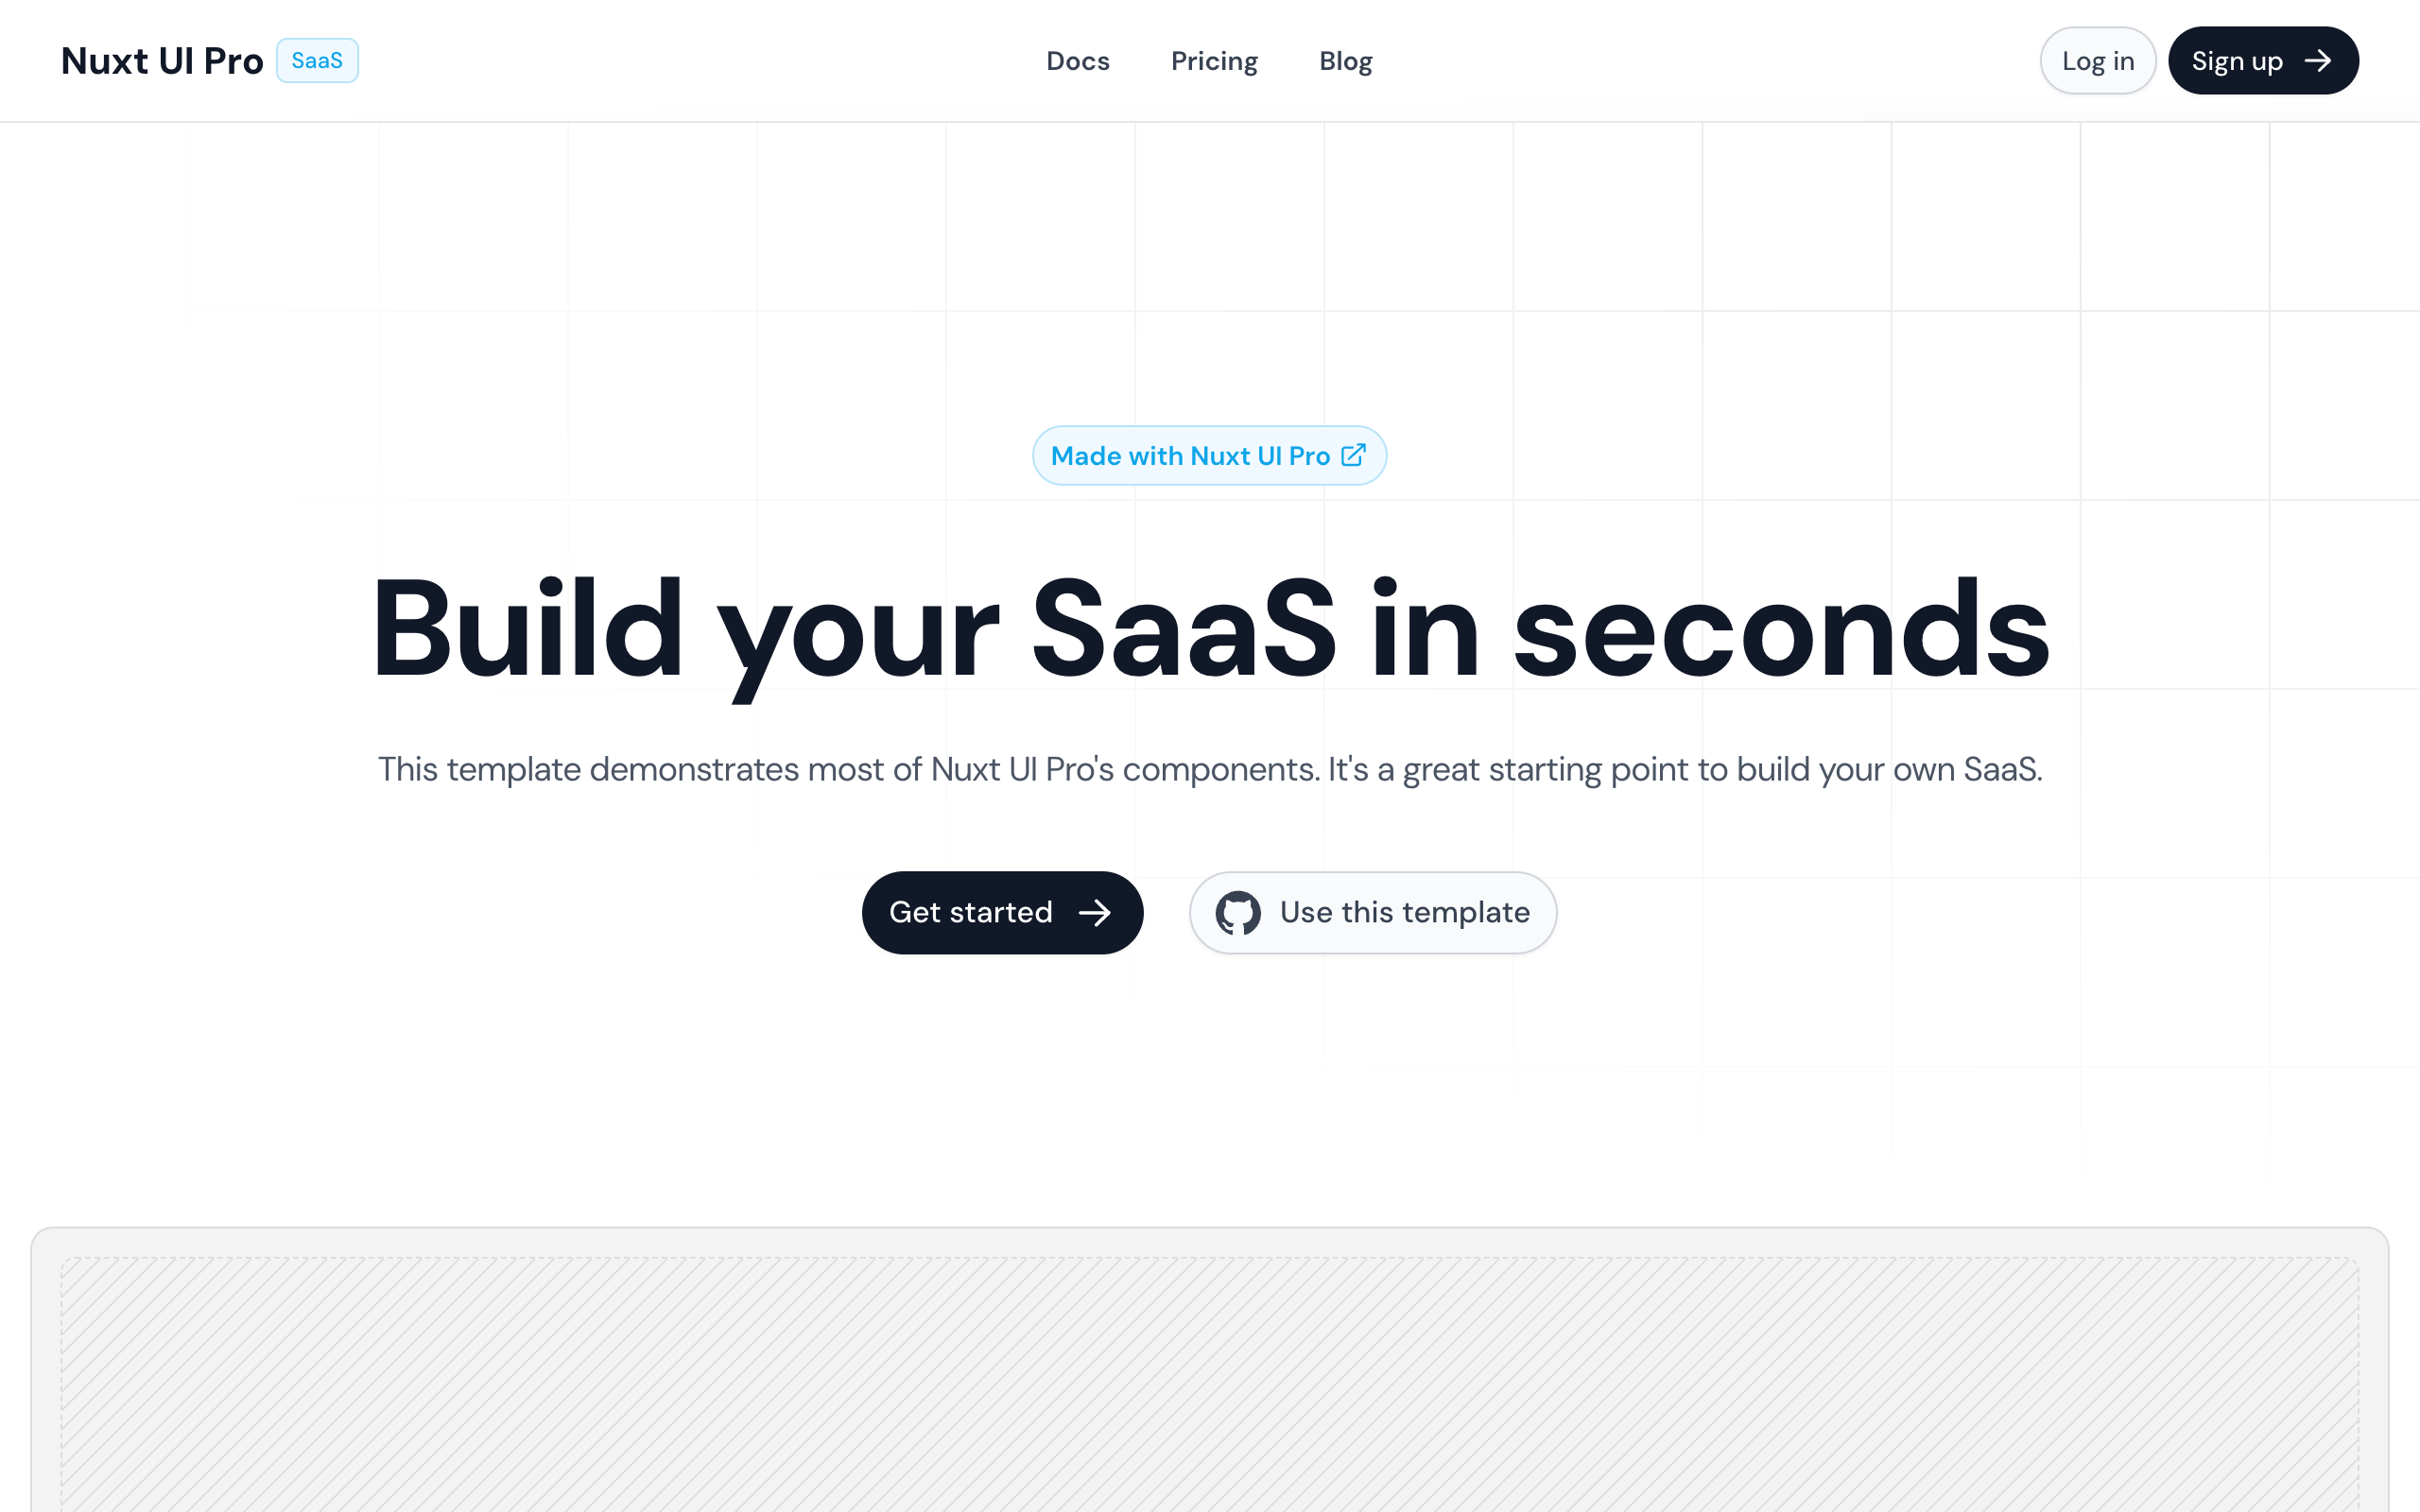 Nuxt UI Pro SaaS
Docs Pricing Blog
Log in Sign up
Made with Nuxt UI Pro
Build your SaaS in seconds
This template demonstrates most of Nuxt UI Pro's components. It's a great starting point to build your own SaaS.
Get started Use this template